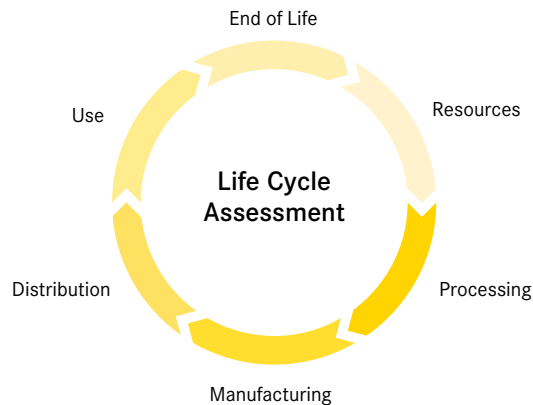 End of Life
Use
Resources
Life Cycle
Assessment
Distribution
Processing
Manufacturing